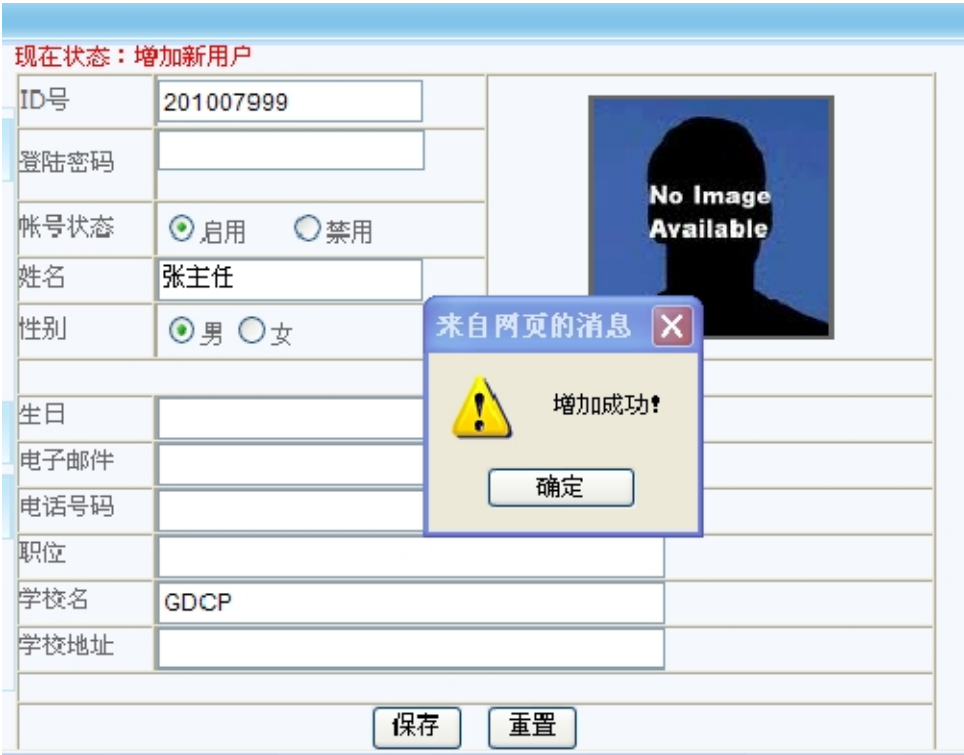 现在状态：增加新用户
ID号 201007999
登陆密码
帐号状态 启用 禁用
No Image
Available
姓名 张主任
性别 男 女
来自网页的消息
增加成功!
确定
生日
电子邮件
电话号码
职位
学校名 GDCP
学校地址
保存 重置